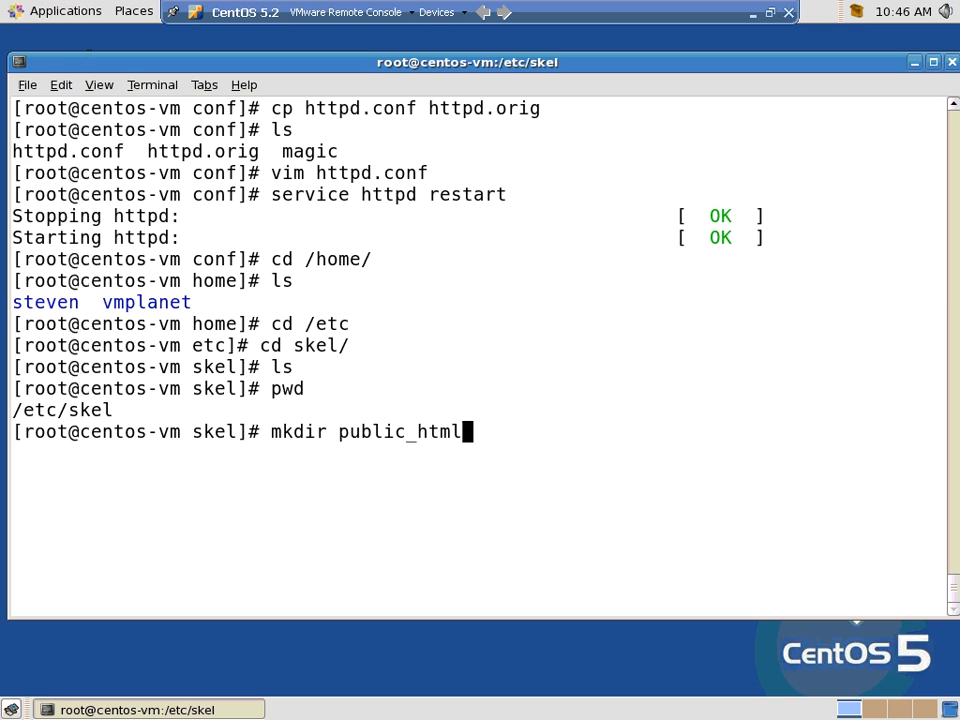 Applications Places CentOS 5.2 VMware Remote Console Devices 10:46 AM
root@centos-vm:/etc/skel
File Edit View Terminal Tabs Help
[root@centos-vm conf]# cp httpd.conf httpd.orig
[root@centos-vm conf]# ls
httpd.conf  httpd.orig  magic
[root@centos-vm conf]# vim httpd.conf
[root@centos-vm conf]# service httpd restart
Stopping httpd: [  OK  ]
Starting httpd: [  OK  ]
[root@centos-vm conf]# cd /home/
[root@centos-vm home]# ls
steven  vmplanet
[root@centos-vm home]# cd /etc
[root@centos-vm etc]# cd skel/
[root@centos-vm skel]# ls
[root@centos-vm skel]# pwd
/etc/skel
[root@centos-vm skel]# mkdir public_html
CentOS 5
root@centos-vm:/etc/skel